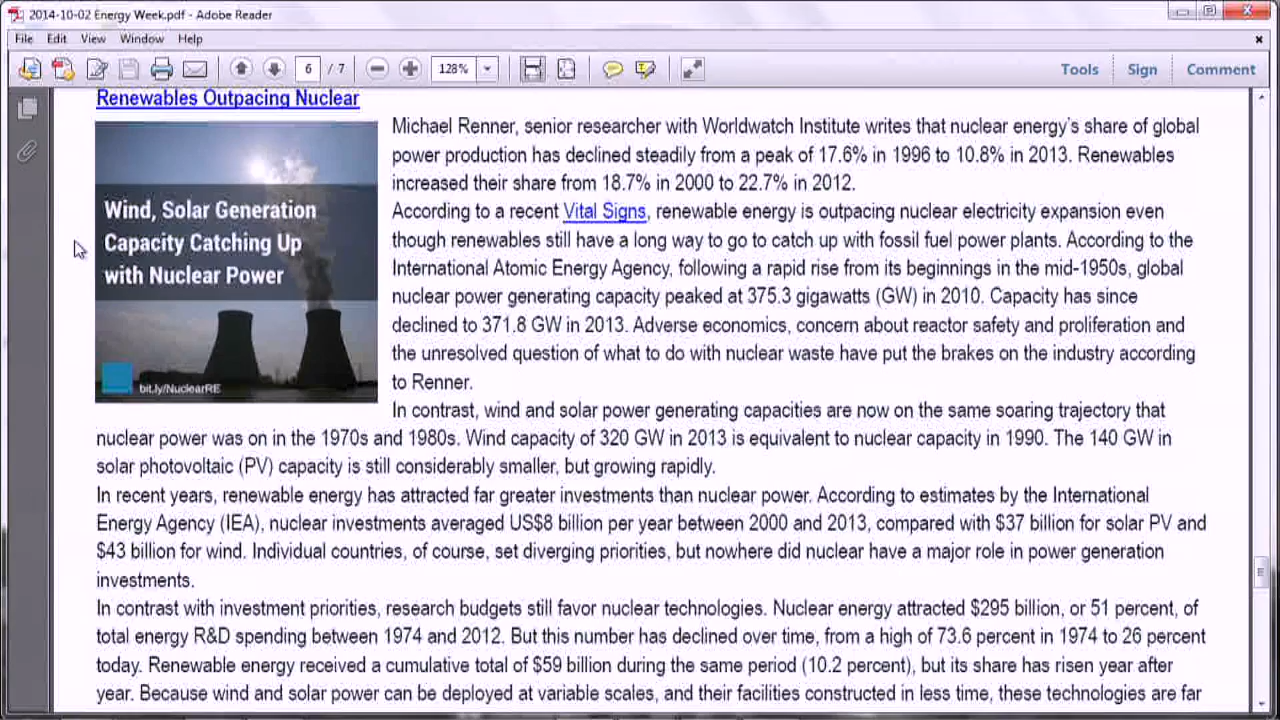 2014-10-02 Energy Week.pdf - Adobe Reader
File Edit View Window Help
6 / 7 128% Tools Sign Comment
Renewables Outpacing Nuclear
Wind, Solar Generation
Capacity Catching Up
with Nuclear Power
bit.ly/NuclearRE
Michael Renner, senior researcher with Worldwatch Institute writes that nuclear energy's share of global
power production has declined steadily from a peak of 17.6% in 1996 to 10.8% in 2013. Renewables
increased their share from 18.7% in 2000 to 22.7% in 2012.
According to a recent Vital Signs, renewable energy is outpacing nuclear electricity expansion even
though renewables still have a long way to go to catch up with fossil fuel power plants. According to the
International Atomic Energy Agency, following a rapid rise from its beginnings in the mid-1950s, global
nuclear power generating capacity peaked at 375.3 gigawatts (GW) in 2010. Capacity has since
declined to 371.8 GW in 2013. Adverse economics, concern about reactor safety and proliferation and
the unresolved question of what to do with nuclear waste have put the brakes on the industry according
to Renner.
In contrast, wind and solar power generating capacities are now on the same soaring trajectory that
nuclear power was on in the 1970s and 1980s. Wind capacity of 320 GW in 2013 is equivalent to nuclear capacity in 1990. The 140 GW in
solar photovoltaic (PV) capacity is still considerably smaller, but growing rapidly.
In recent years, renewable energy has attracted far greater investments than nuclear power. According to estimates by the International
Energy Agency (IEA), nuclear investments averaged US$8 billion per year between 2000 and 2013, compared with $37 billion for solar PV and
$43 billion for wind. Individual countries, of course, set diverging priorities, but nowhere did nuclear have a major role in power generation
investments.
In contrast with investment priorities, research budgets still favor nuclear technologies. Nuclear energy attracted $295 billion, or 51 percent, of
total energy R&D spending between 1974 and 2012. But this number has declined over time, from a high of 73.6 percent in 1974 to 26 percent
today. Renewable energy received a cumulative total of $59 billion during the same period (10.2 percent), but its share has risen year after
year. Because wind and solar power can be deployed at variable scales, and their facilities constructed in less time, these technologies are far